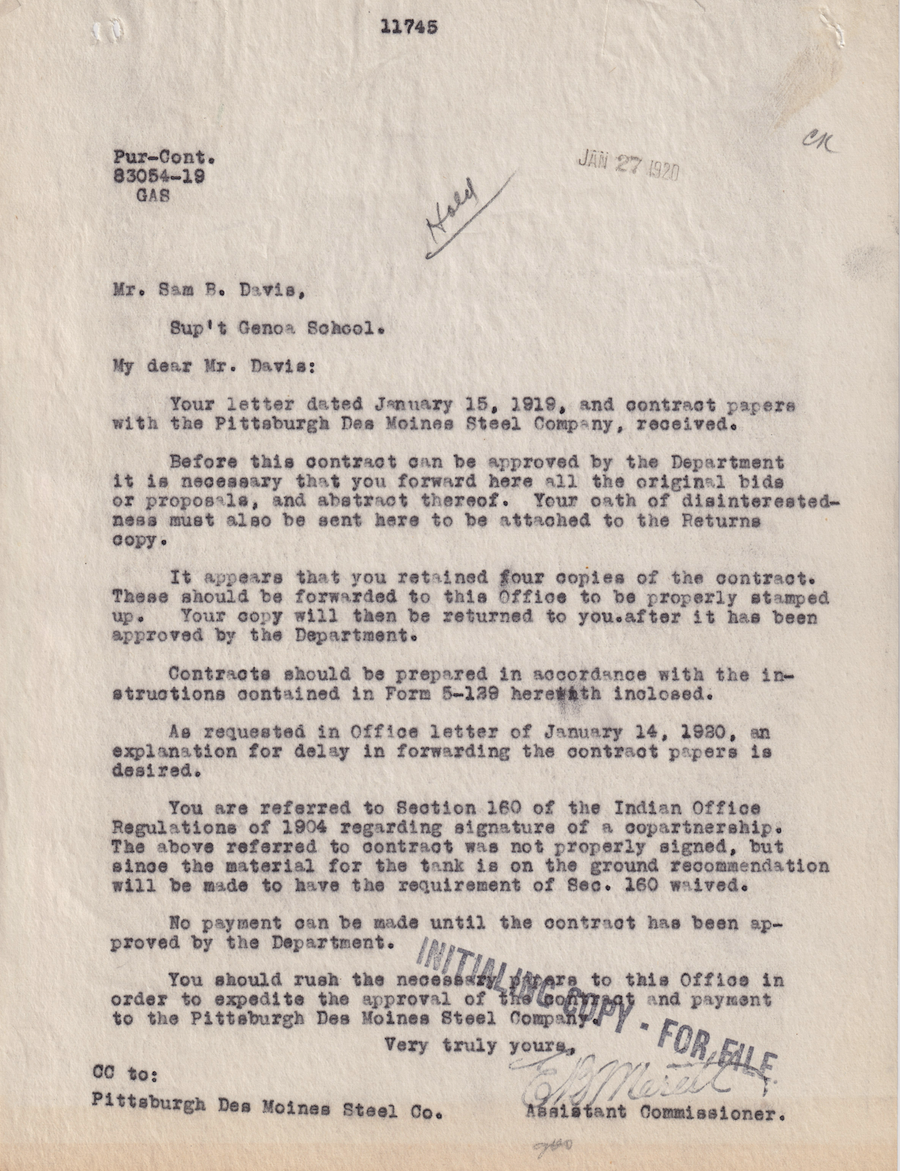 11745
CK
Pur-Cont.
83054-19
GAS
JAN 27 1920
Hold
Mr. Sam B. Davis,
Sup't Genoa School.
My dear Mr. Davis:
Your letter dated January 15, 1919, and contract papers
with the Pittsburgh Des Moines Steel Company, received.
Before this contract can be approved by the Department
it is necessary that you forward here all the original bids
or proposals, and abstract thereof. Your oath of disinterested-
ness must also be sent here to be attached to the Returns
copy.
It appears that you retained four copies of the contract.
These should be forwarded to this Office to be properly stamped
up. Your copy will then be returned to you.after it has been
approved by the Department.
Contracts should be prepared in accordance with the in-
structions contained in Form 5-139 herewith inclosed.
As requested in Office letter of January 14, 1920, an
explanation for delay in forwarding the contract papers is
desired.
You are referred to Section 160 of the Indian Office
Regulations of 1904 regarding signature of a copartnership.
The above referred to contract was not properly signed, but
since the material for the tank is on the ground recommendation
will be made to have the requirement of Sec. 160 waived.
No payment can be made until the contract has been ap-
proved by the Department.
You should rush the necessary papers to this Office in
order to expedite the approval of the contract and payment
to the Pittsburgh Des Moines Steel Company.
INITIALING COPY - FOR FILE
Very truly yours,
CC to:
E B Meritt
Pittsburgh Des Moines Steel Co.
Assistant Commissioner.